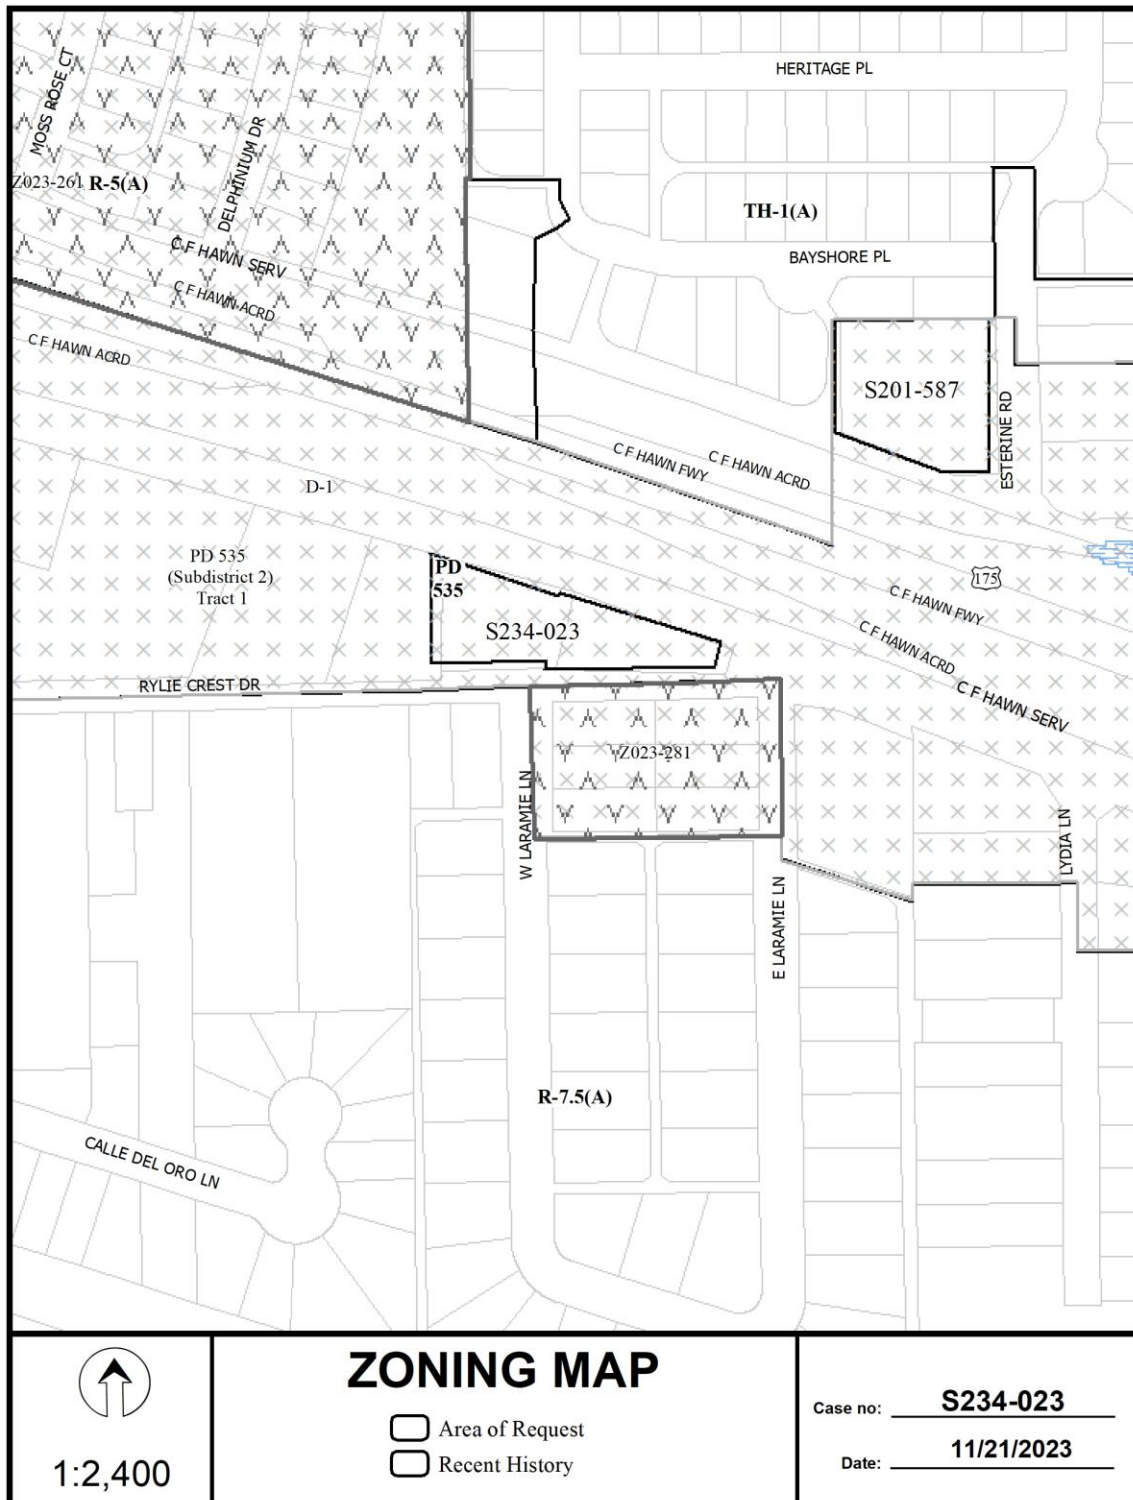 HERITAGE PL
MOSS ROSE CT
DELPHINIUM DR
Z023-261 R-5(A)
TH-1(A)
C F HAWN SERV
BAYSHORE PL
C F HAWN ACRD
C F HAWN ACRD
S201-587
ESTERINE RD
C F HAWN FWY
C F HAWN ACRD
D-1
PD 535
(Subdistrict 2)
Tract 1
PD
535
175
C F HAWN FWY
S234-023
C F HAWN ACRD
RYLIE CREST DR
C F HAWN SERV
Z023-281
W LARAMIE LN
LYDIA LN
E LARAMIE LN
R-7.5(A)
CALLE DEL ORO LN
1:2,400
ZONING MAP
Area of Request
Recent History
Case no: S234-023
Date: 11/21/2023